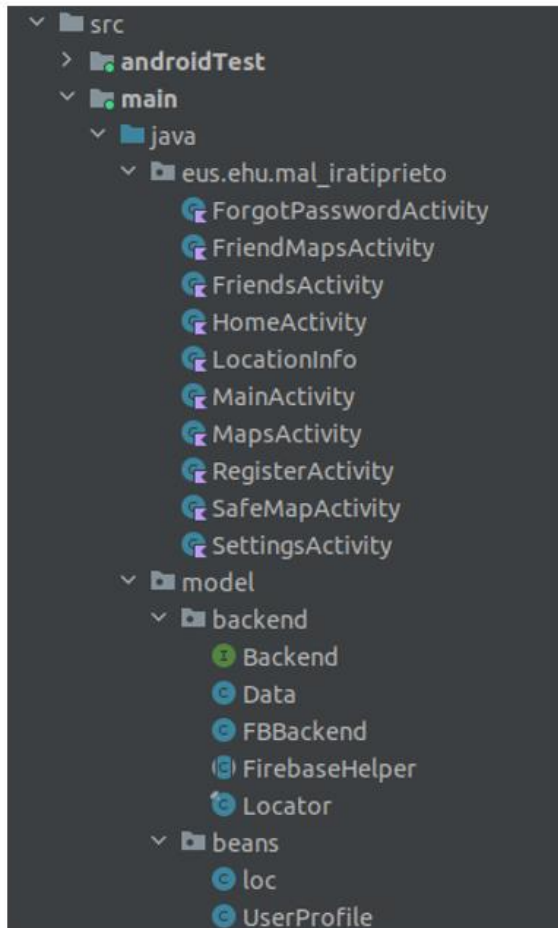 src
androidTest
main
java
eus.ehu.mal_iratiprieto
ForgotPasswordActivity
FriendMapsActivity
FriendsActivity
HomeActivity
LocationInfo
MainActivity
MapsActivity
RegisterActivity
SafeMapActivity
SettingsActivity
model
backend
Backend
Data
FBBackend
FirebaseHelper
Locator
beans
loc
UserProfile